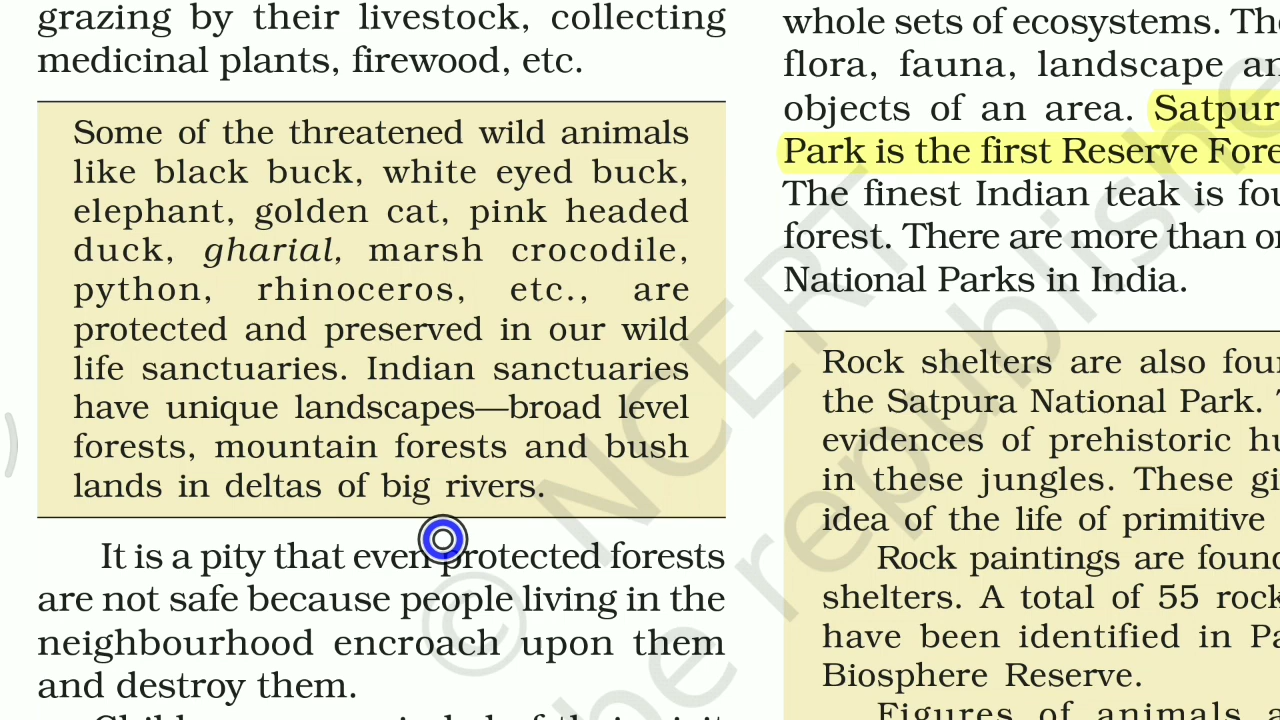 grazing by their livestock, collecting
medicinal plants, firewood, etc.
Some of the threatened wild animals
like black buck, white eyed buck,
elephant, golden cat, pink headed
duck, gharial, marsh crocodile,
python, rhinoceros, etc., are
protected and preserved in our wild
life sanctuaries. Indian sanctuaries
have unique landscapes—broad level
forests, mountain forests and bush
lands in deltas of big rivers.
It is a pity that even protected forests
are not safe because people living in the
neighbourhood encroach upon them
and destroy them.
whole sets of ecosystems.
flora, fauna, landscape
objects of an area.
Park is the first Reserve
The finest Indian teak is
forest. There are more than
National Parks in India.
Rock shelters are also
the Satpura National Park.
evidences of prehistoric
in these jungles. These
idea of the life of primitive
Rock paintings are
shelters. A total of 55
have been identified in
Biosphere Reserve.
Figures of animals
© NCERT
be republished